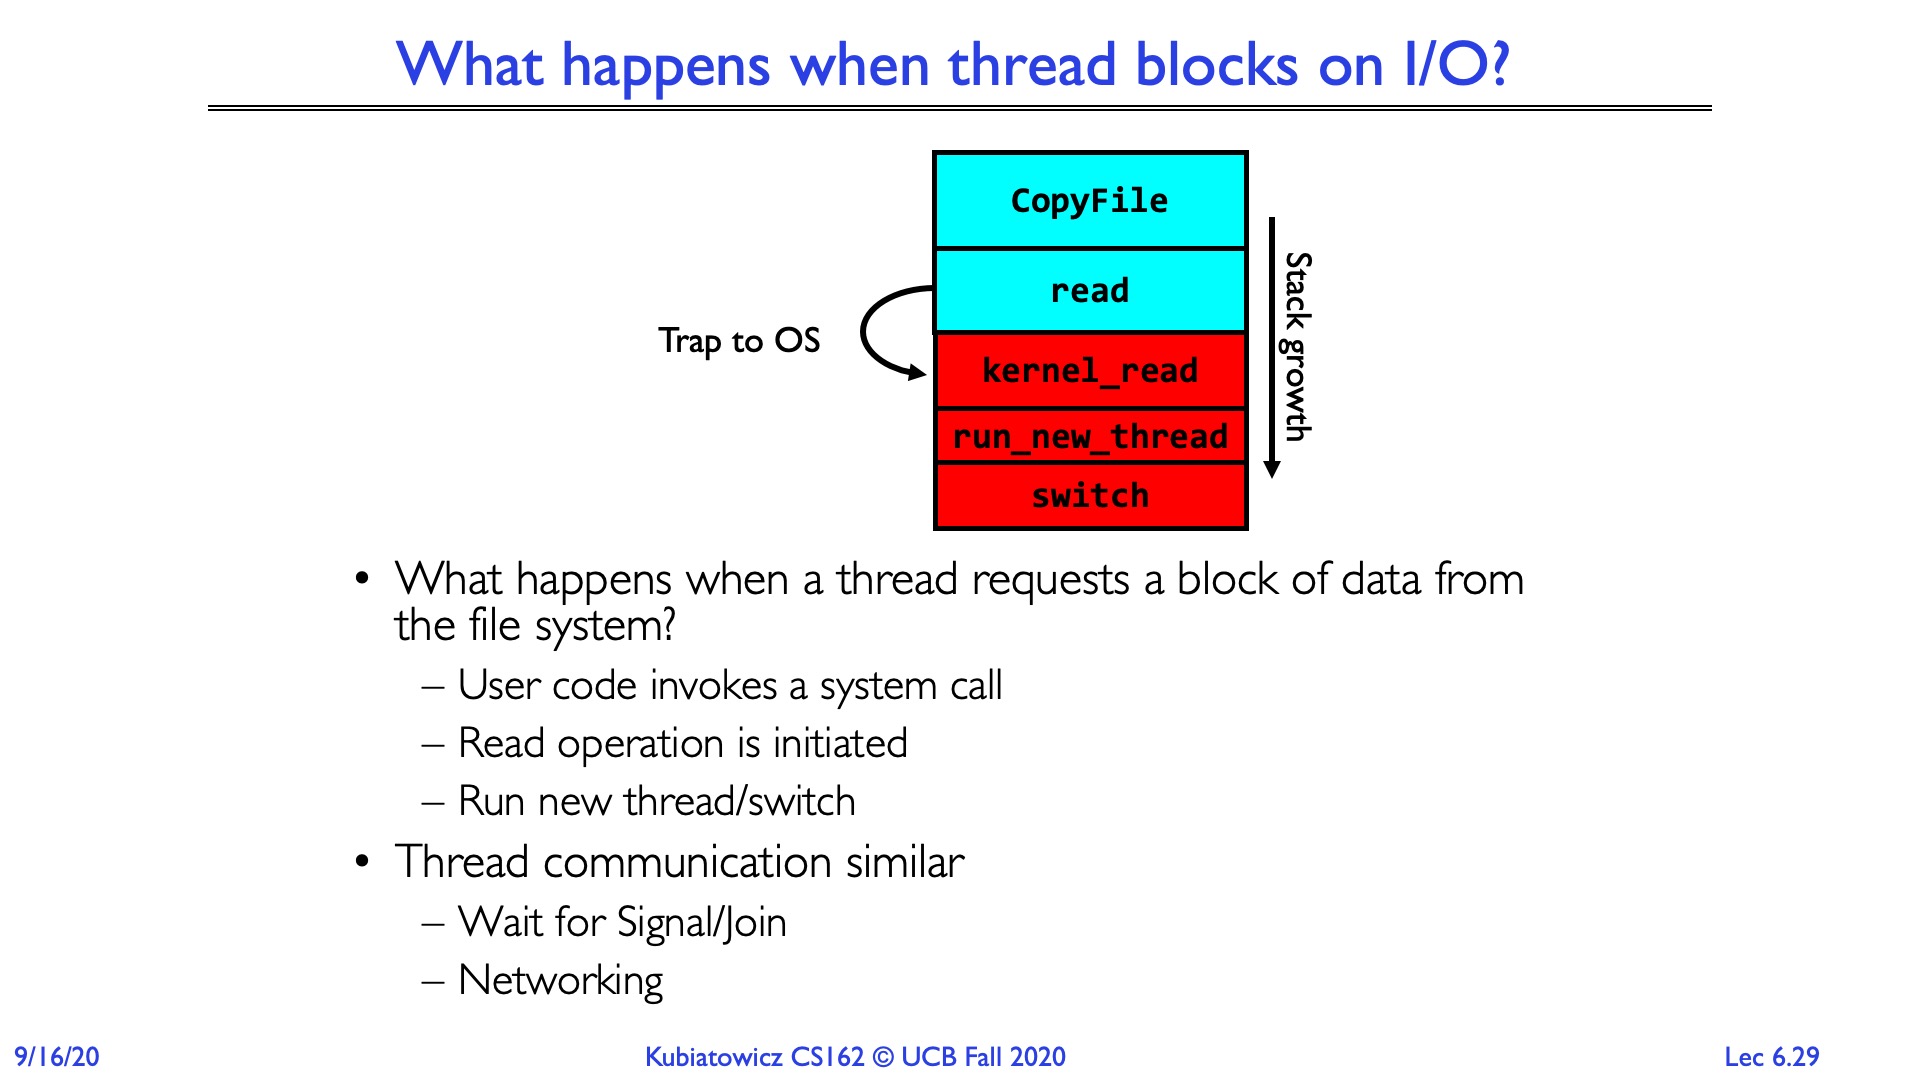 What happens when thread blocks on I/O?
CopyFile
read
Trap to OS
kernel_read
run_new_thread
switch
Stack growth
• What happens when a thread requests a block of data from
the file system?
– User code invokes a system call
– Read operation is initiated
– Run new thread/switch
• Thread communication similar
– Wait for Signal/Join
– Networking
9/16/20
Kubiatowicz CS162 © UCB Fall 2020
Lec 6.29